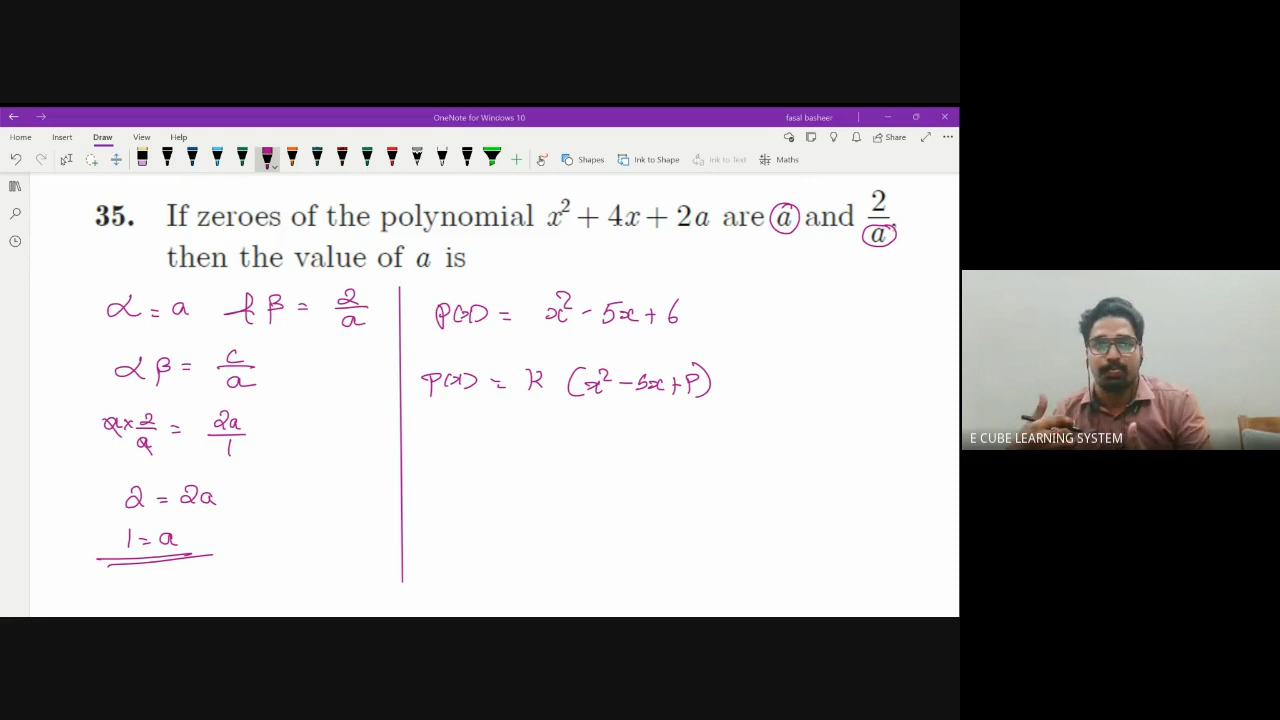 OneNote for Windows 10
fasal basheer
Home Insert Draw View Help
Share
Shapes Ink to Shape Ink to Text Maths
35. If zeroes of the polynomial x² + 4x + 2a are a and 2/a,
then the value of a is
α = a & β = 2/a
αβ = c/a
a × 2/a = 2a/1
2 = 2a
1 = a
P(x) = x² - 5x + 6
P(x) = K (x² - Sx + P)
E CUBE LEARNING SYSTEM